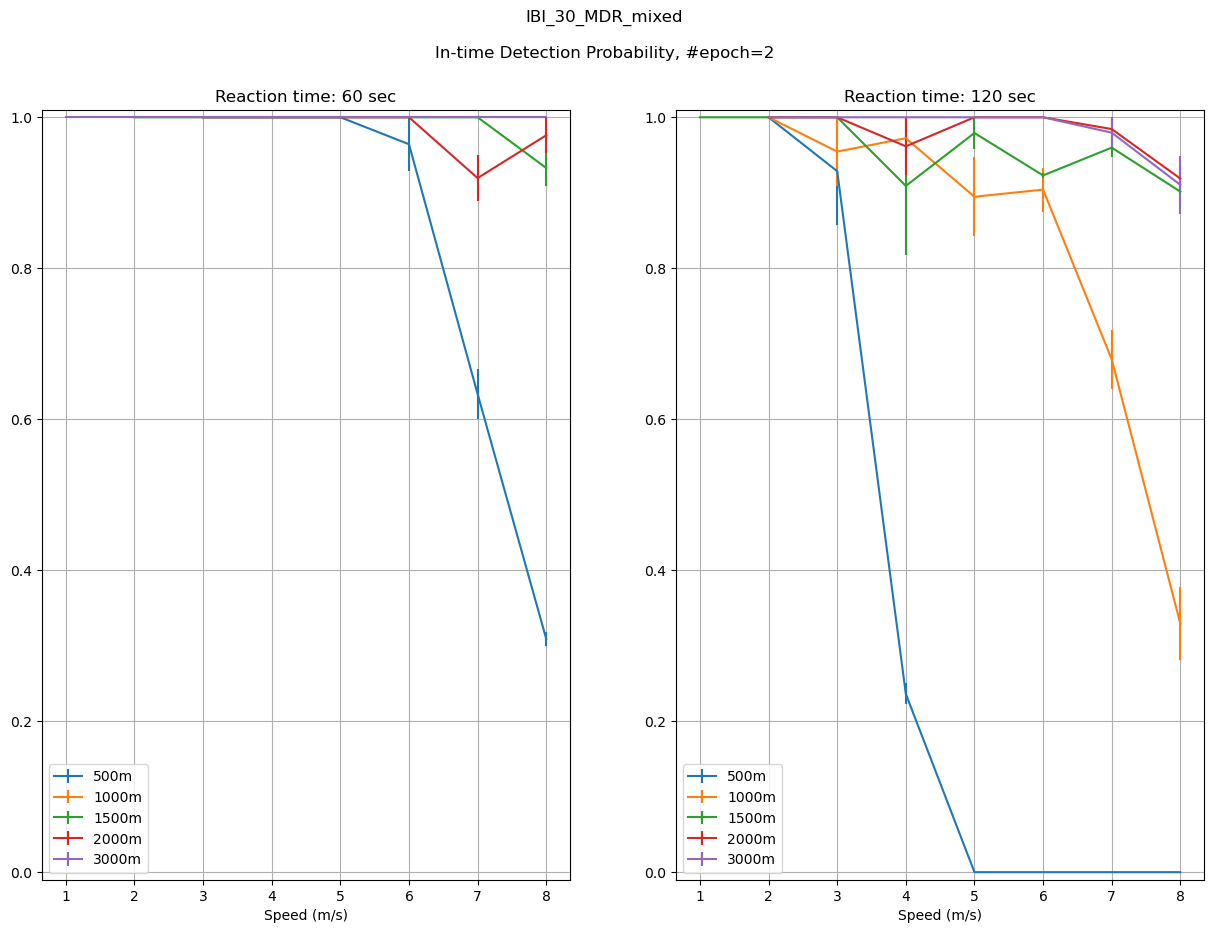 IBI_30_MDR_mixed
In-time Detection Probability, #epoch=2
Reaction time: 60 sec
1.0
0.8
0.6
0.4
0.2
0.0
500m
1000m
1500m
2000m
3000m
1 2 3 4 5 6 7 8
Speed (m/s)
Reaction time: 120 sec
1.0
0.8
0.6
0.4
0.2
0.0
500m
1000m
1500m
2000m
3000m
1 2 3 4 5 6 7 8
Speed (m/s)